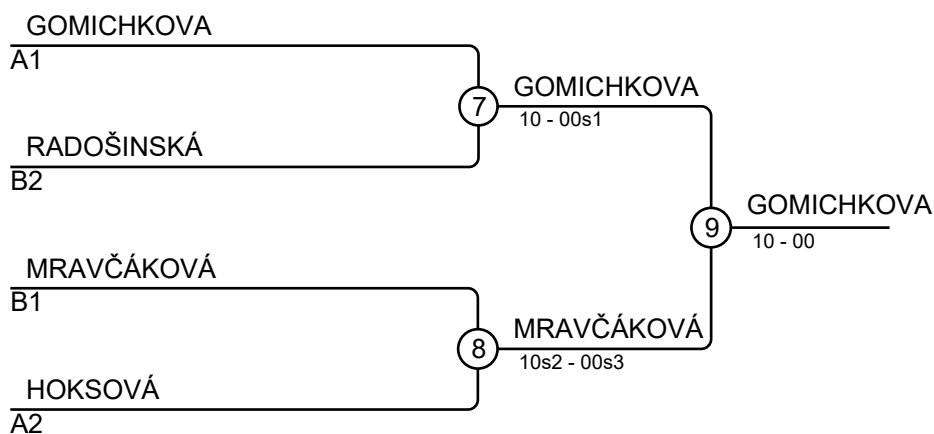 GOMICHKOVA
A1
7
GOMICHKOVA
10 - 00s1
RADOŠINSKÁ
B2
9
GOMICHKOVA
10 - 00
MRAVČÁKOVÁ
B1
8
MRAVČÁKOVÁ
10s2 - 00s3
HOKSOVÁ
A2